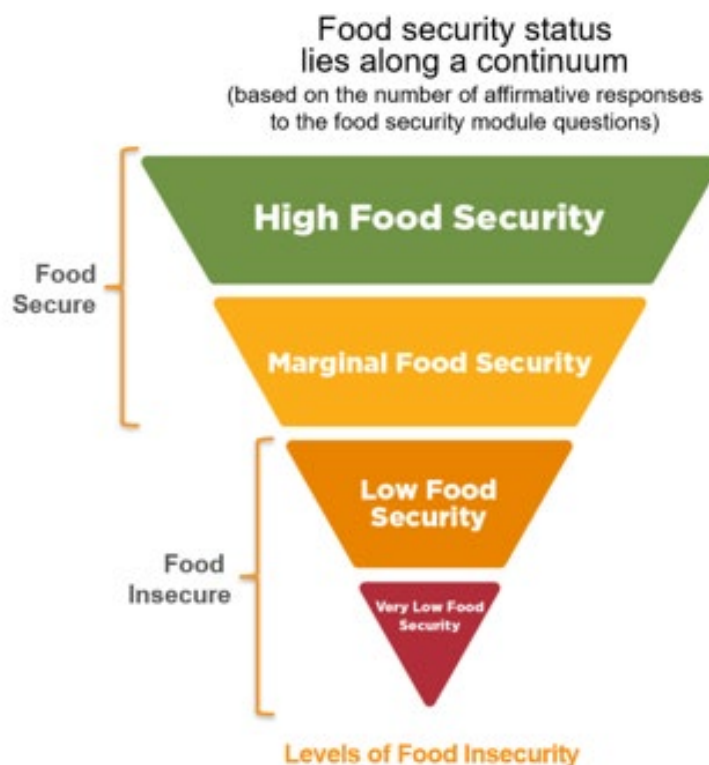 Food security status
lies along a continuum
(based on the number of affirmative responses
to the food security module questions)
High Food Security
Food
Secure
Marginal Food Security
Low Food
Security
Food
Insecure
Very Low Food
Security
Levels of Food Insecurity